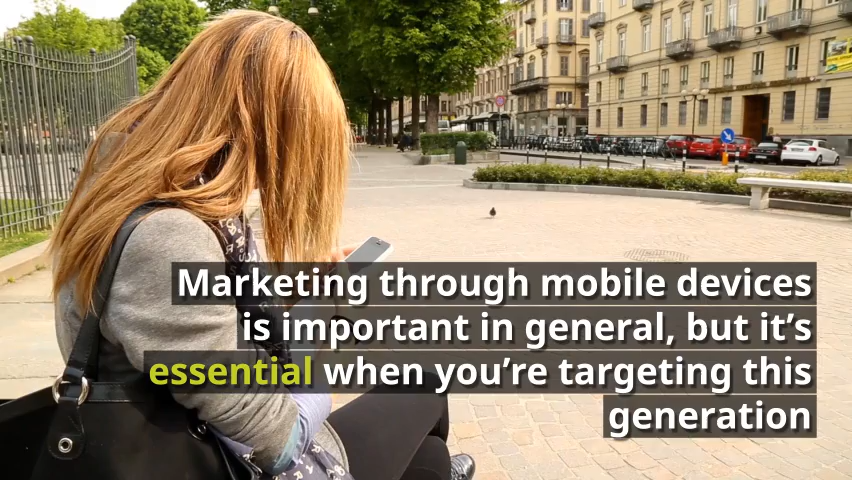 Marketing through mobile devices
is important in general, but it’s
essential when you’re targeting this
generation